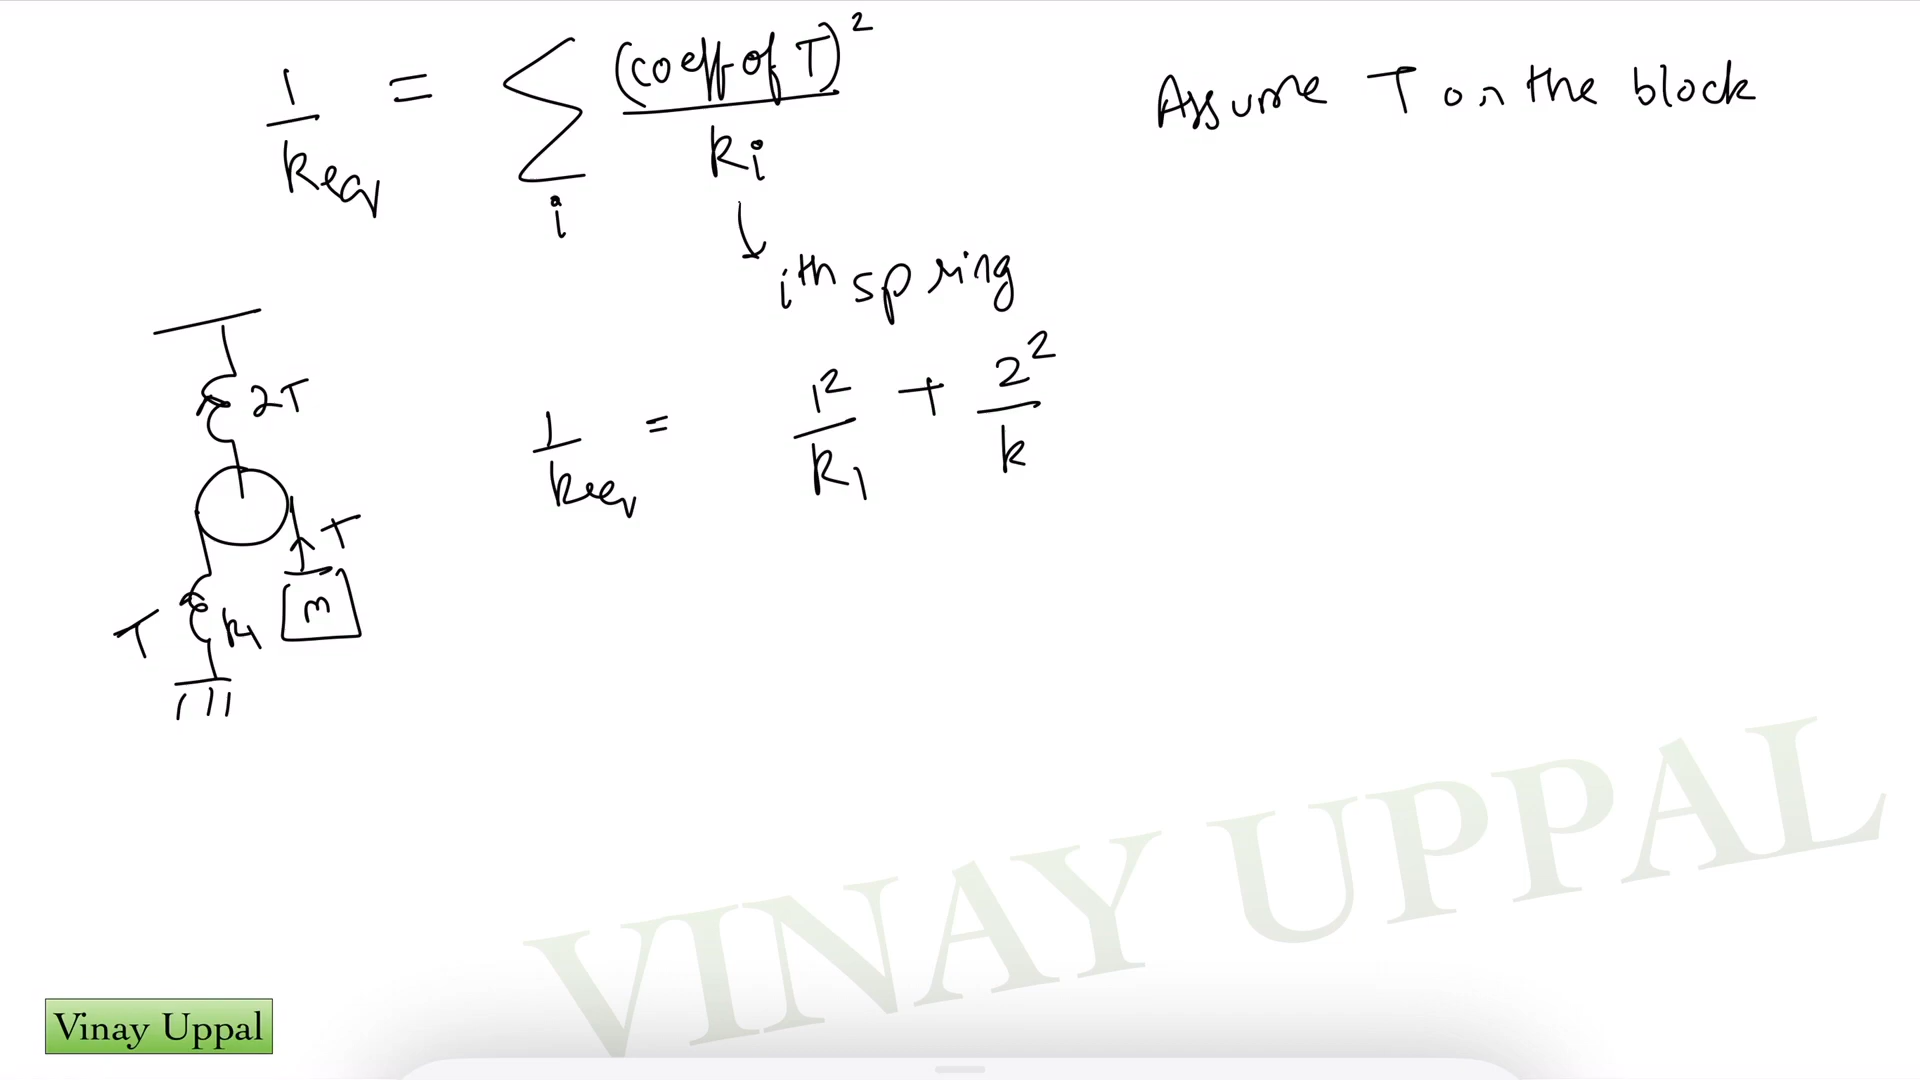 1/keq = Σi (coeff of T)²/ki
Assume T on the block
↓
ith spring
2T
1/keq = 1²/k1 + 2²/k
T
m
T k1
VINAY UPPAL
Vinay Uppal